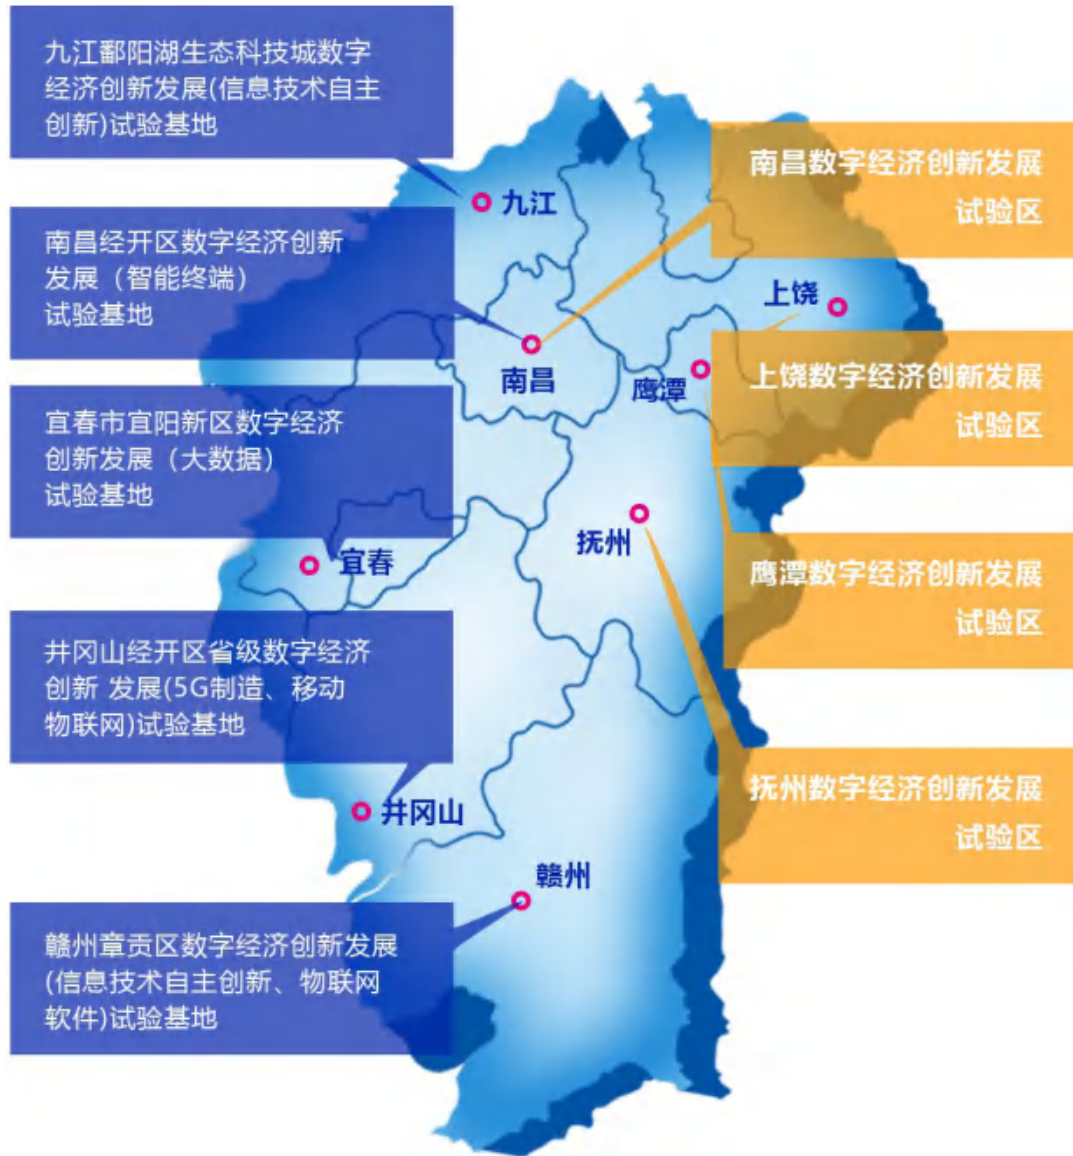 九江鄱阳湖生态科技城数字
经济创新发展(信息技术自主
创新)试验基地
南昌经开区数字经济创新
发展（智能终端）
试验基地
宜春市宜阳新区数字经济
创新发展（大数据）
试验基地
井冈山经开区省级数字经济
创新 发展(5G制造、移动
物联网)试验基地
赣州章贡区数字经济创新发展
(信息技术自主创新、物联网
软件)试验基地
九江
南昌
上饶
鹰潭
抚州
宜春
井冈山
赣州
南昌数字经济创新发展
试验区
上饶数字经济创新发展
试验区
鹰潭数字经济创新发展
试验区
抚州数字经济创新发展
试验区